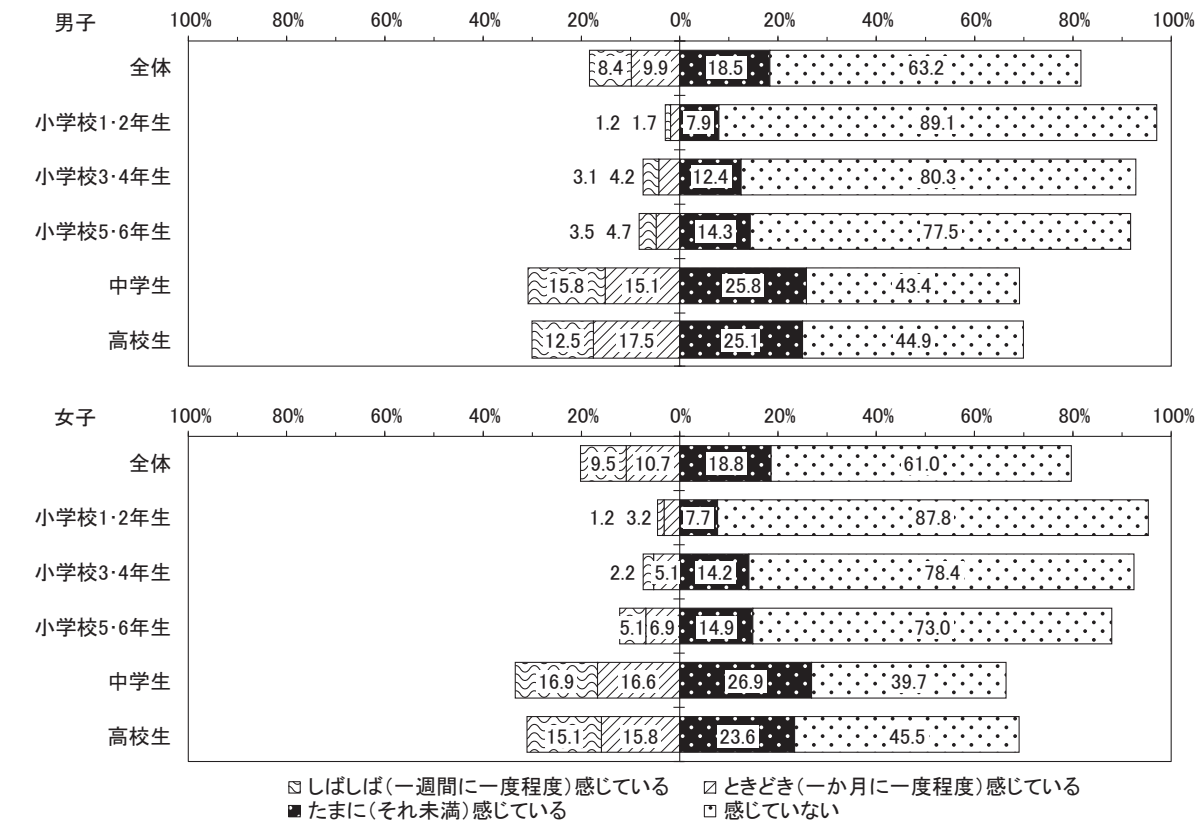 男子 100% 80% 60% 40% 20% 0% 20% 40% 60% 80% 100%
全体 8.4 9.9 18.5 63.2
小学校1・2年生 1.2 1.7 7.9 89.1
小学校3・4年生 3.1 4.2 12.4 80.3
小学校5・6年生 3.5 4.7 14.3 77.5
中学生 15.8 15.1 25.8 43.4
高校生 12.5 17.5 25.1 44.9
女子 100% 80% 60% 40% 20% 0% 20% 40% 60% 80% 100%
全体 9.5 10.7 18.8 61.0
小学校1・2年生 1.2 3.2 7.7 87.8
小学校3・4年生 2.2 5.1 14.2 78.4
小学校5・6年生 5.1 6.9 14.9 73.0
中学生 16.9 16.6 26.9 39.7
高校生 15.1 15.8 23.6 45.5
しばしば(一週間に一度程度)感じている ときどき(一か月に一度程度)感じている
たまに(それ未満)感じている 感じていない